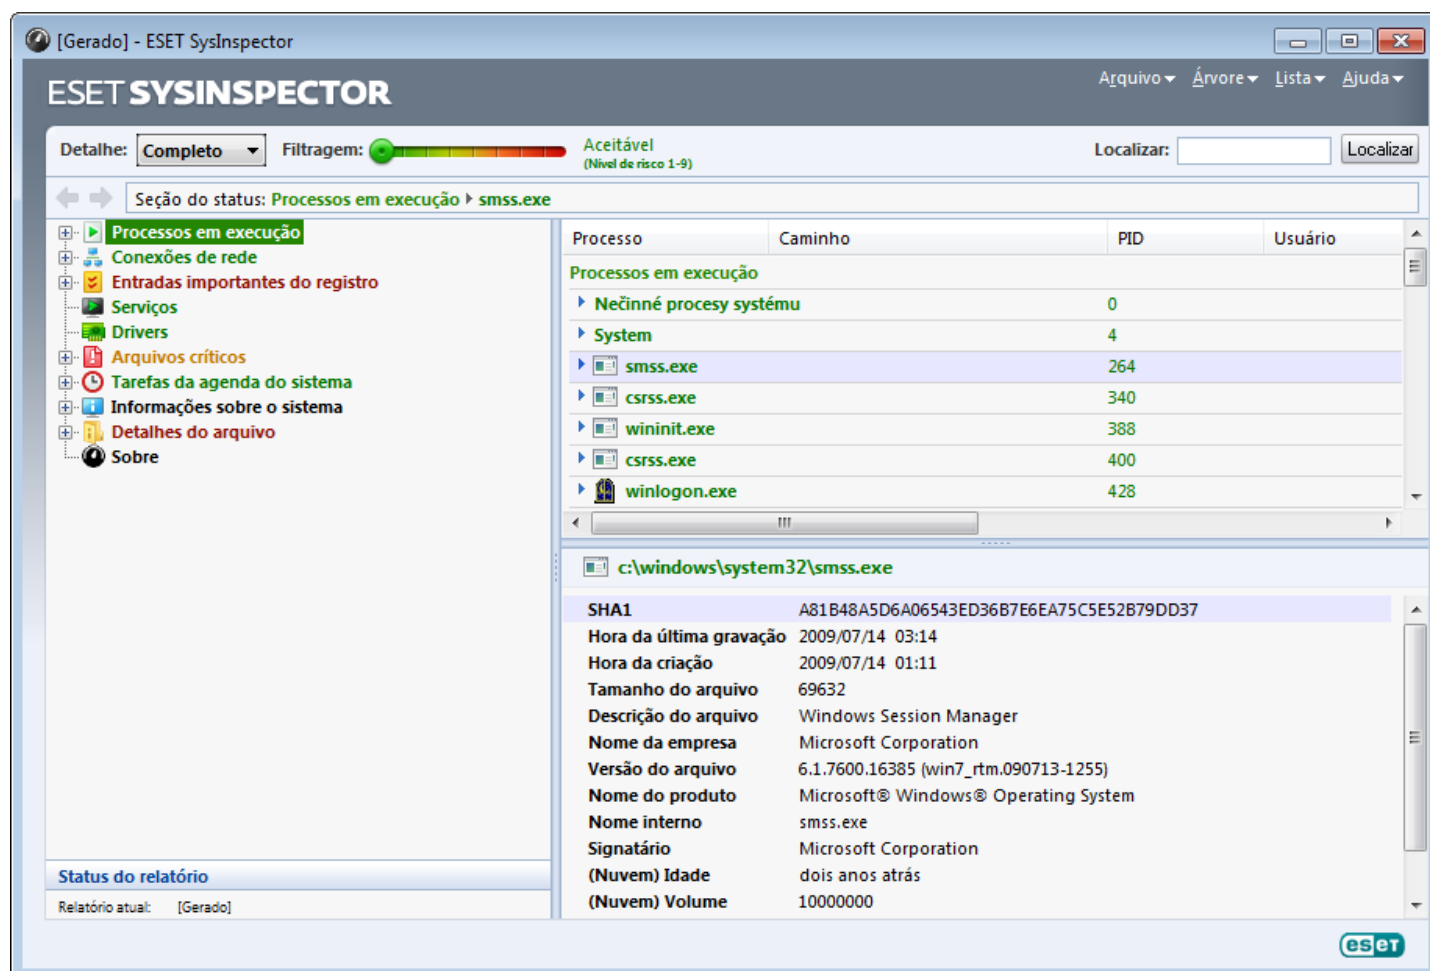 [Gerado] - ESET SysInspector
ESET SYSINSPECTOR
Arquivo Árvore Lista Ajuda
Detalhe: Completo Filtragem: Aceitável Localizar: Localizar
(Nível de risco 1-9)
Seção do status: Processos em execução smss.exe
Processos em execução
Conexões de rede
Entradas importantes do registro
Serviços
Drivers
Arquivos críticos
Tarefas da agenda do sistema
Informações sobre o sistema
Detalhes do arquivo
Sobre
Status do relatório
Relatório atual: [Gerado]
Processo Caminho PID Usuário
Processos em execução
Nečinné procesy systému 0
System 4
smss.exe 264
csrss.exe 340
wininit.exe 388
csrss.exe 400
winlogon.exe 428
c:\windows\system32\smss.exe
SHA1 A81B48A5D6A06543ED36B7E6EA75C5E52B79DD37
Hora da última gravação 2009/07/14 03:14
Hora da criação 2009/07/14 01:11
Tamanho do arquivo 69632
Descrição do arquivo Windows Session Manager
Nome da empresa Microsoft Corporation
Versão do arquivo 6.1.7600.16385 (win7_rtm.090713-1255)
Nome do produto Microsoft® Windows® Operating System
Nome interno smss.exe
Signatário Microsoft Corporation
(Nuvem) Idade dois anos atrás
(Nuvem) Volume 10000000
eseT